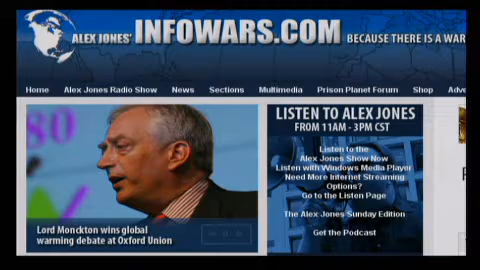 ALEX JONES' INFOWARS.COM BECAUSE THERE IS A WAR
Home Alex Jones Radio Show News Sections Multimedia Prison Planet Forum Shop Adve
80
LISTEN TO ALEX JONES
FROM 11AM - 3PM CST
Listen to the
Alex Jones Show Now
Listen with Windows Media Player
Need More Internet Streaming
Options?
Go to the Listen Page
The Alex Jones Sunday Edition
Get the Podcast
Lord Monckton wins global
warming debate at Oxford Union